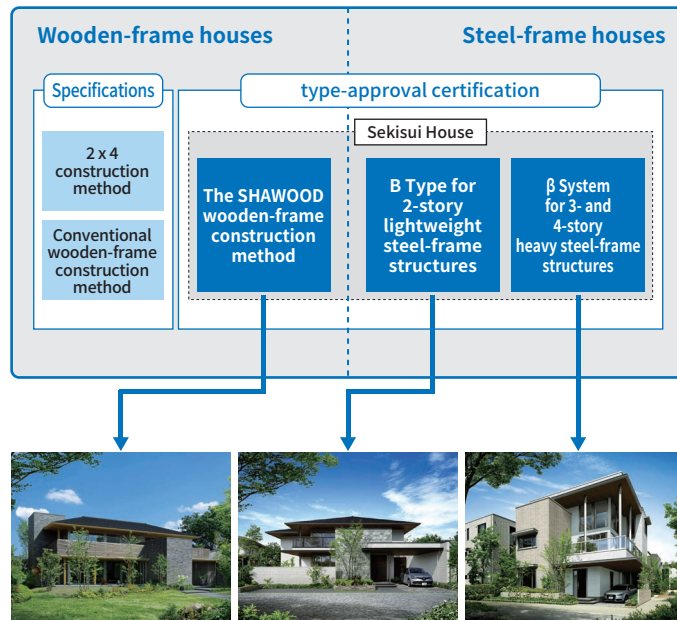 Wooden-frame houses
Steel-frame houses
Specifications
type-approval certification
Sekisui House
2 x 4
construction
method
Conventional
wooden-frame
construction
method
The SHAWOOD
wooden-frame
construction
method
B Type for
2-story
lightweight
steel-frame
structures
β System
for 3- and
4-story
heavy steel-frame
structures